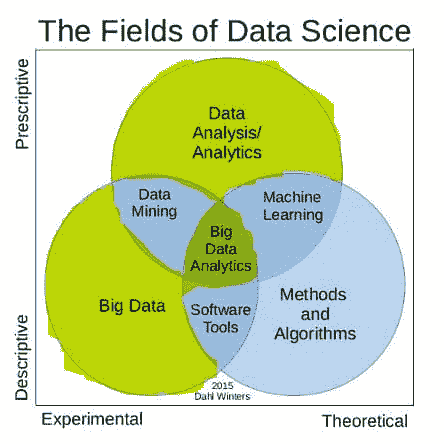 The Fields of Data Science
Prescriptive
Data
Analysis/
Analytics
Data
Mining
Machine
Learning
Big
Data
Analytics
Big Data
Software
Tools
Methods
and
Algorithms
Descriptive
2015
Dahl Winters
Experimental
Theoretical